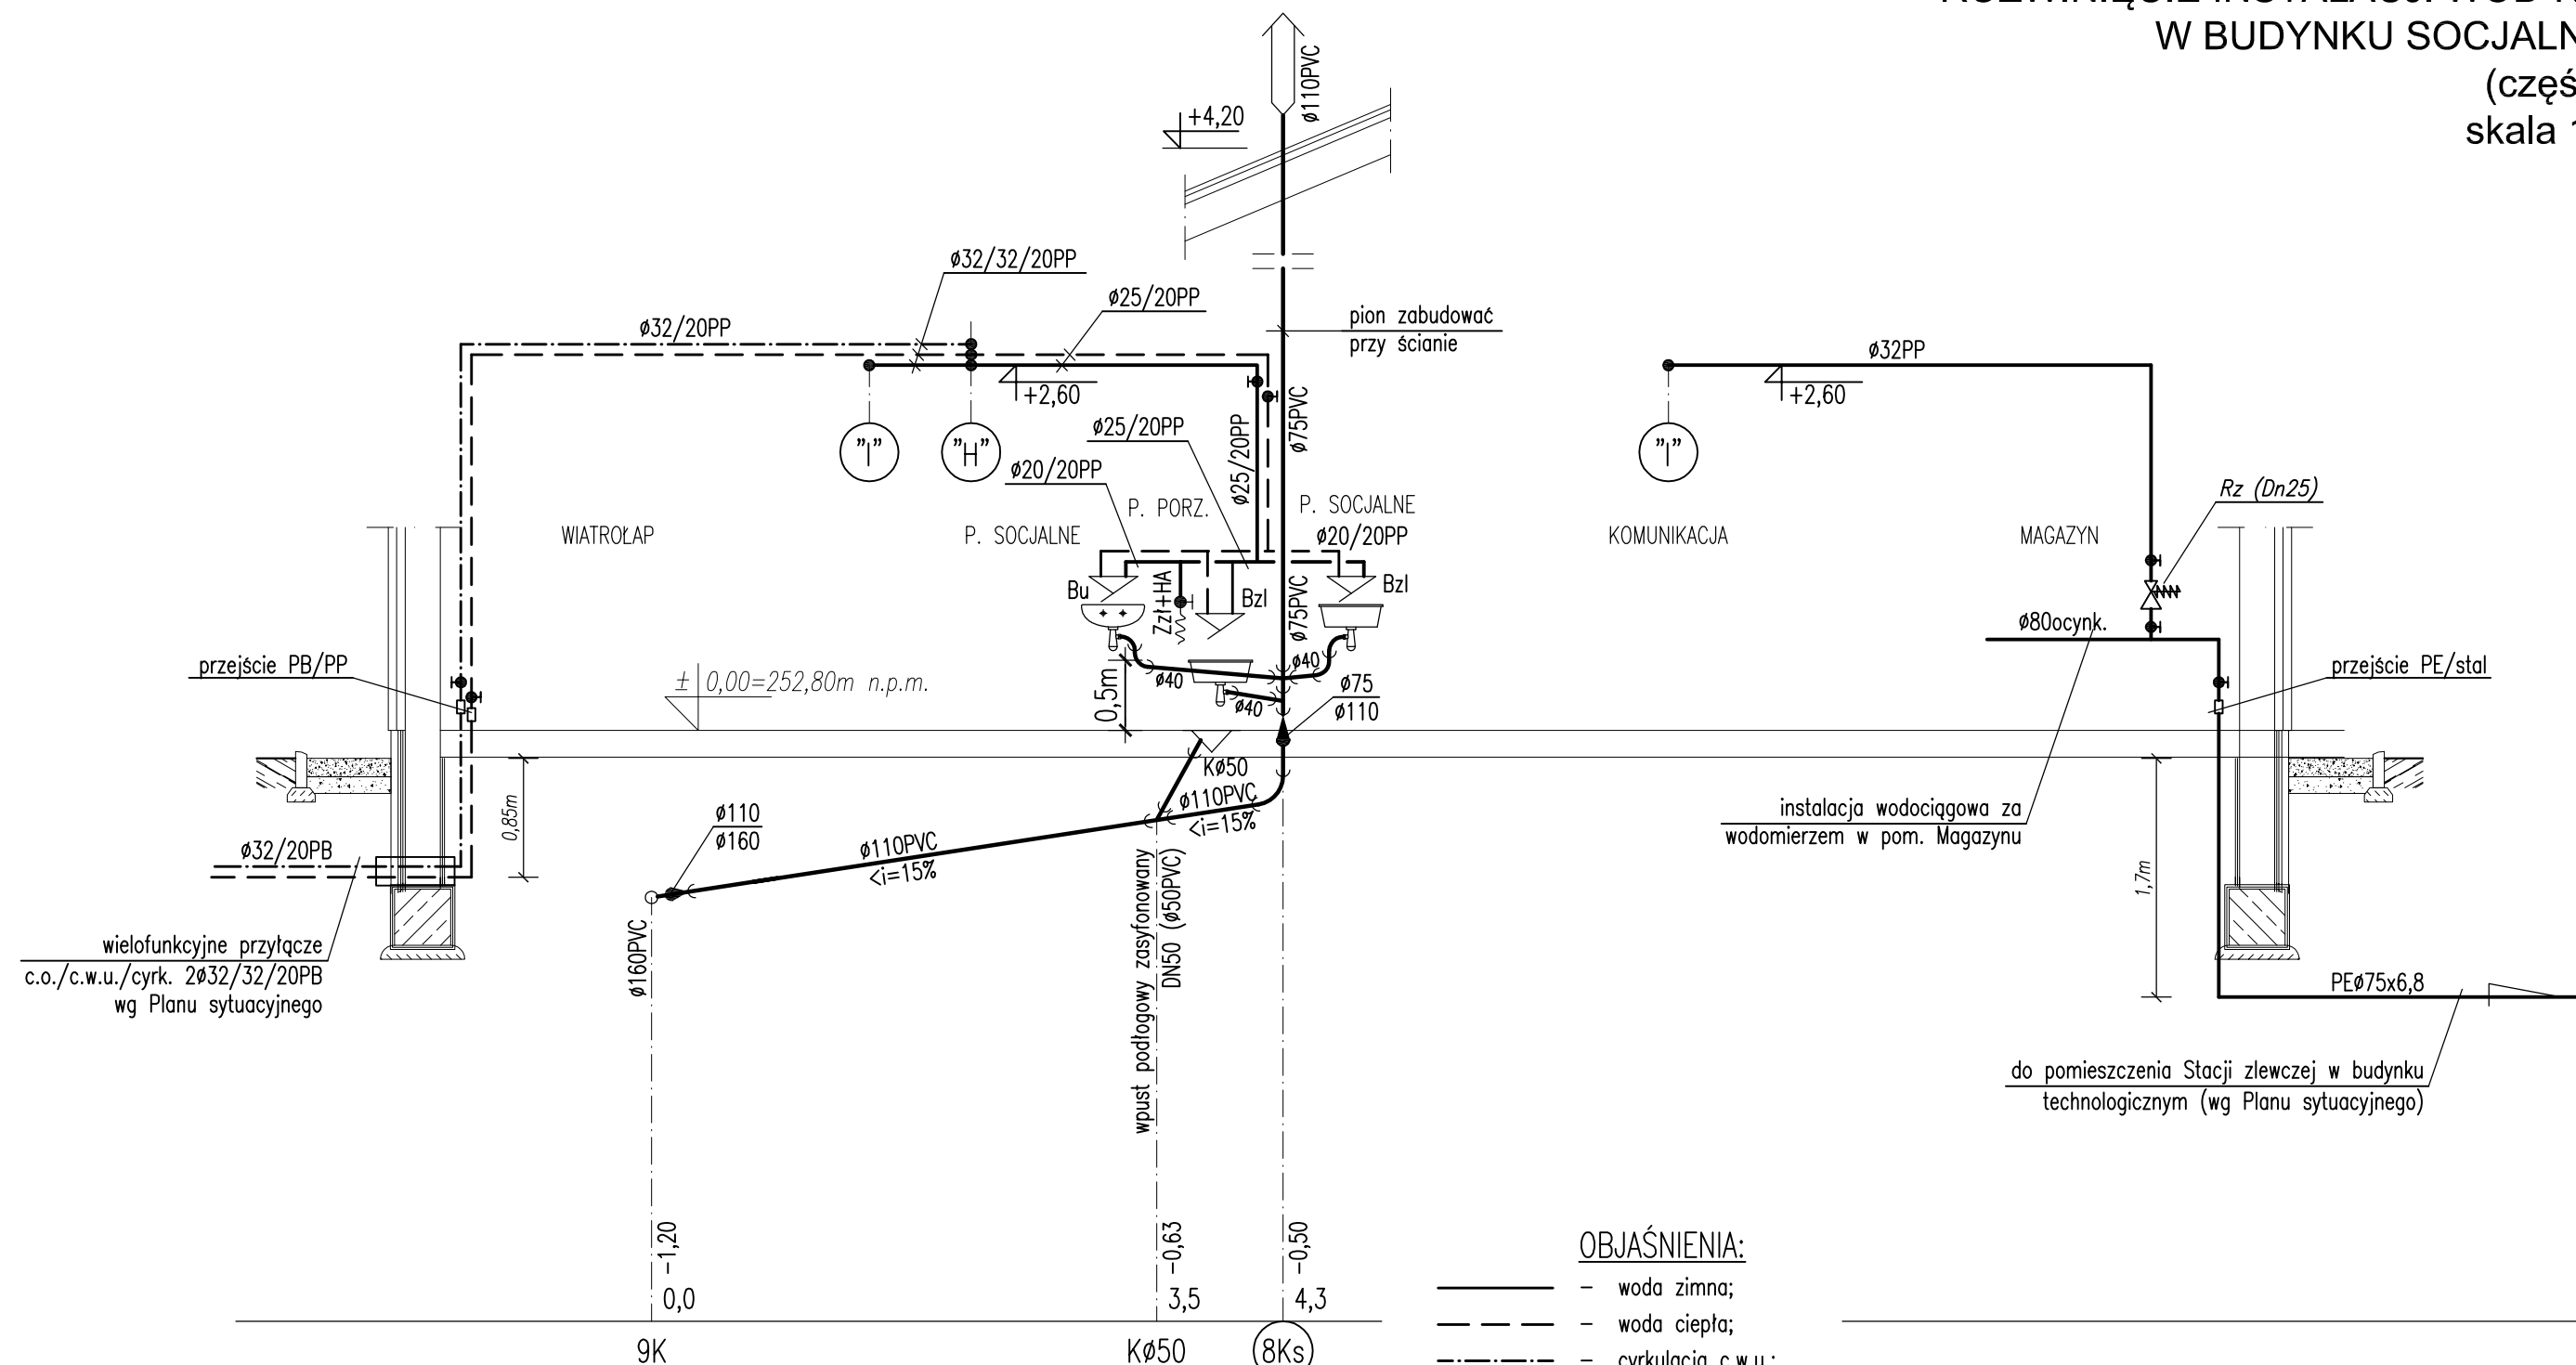 W BUDYNKU SOCJALN
(częś
skala 1
ø110PVC
+4,20
ø32/32/20PP
ø25/20PP
ø32/20PP
pion zabudować
przy ścianie
ø32PP
+2,60
+2,60
ø75PVC
ø25/20PP
ø25/20PP
"I"
"H"
"I"
ø20/20PP
Rz (Dn25)
P. PORZ.
P. SOCJALNE
WIATROŁAP
P. SOCJALNE
ø20/20PP
KOMUNIKACJA
MAGAZYN
Bu
Zzł+HA
Bzl
Bzl
ø75PVC
ø80ocynk.
przejście PB/PP
± 0,00=252,80m n.p.m.
0,5m
ø40
ø40
ø40
ø75
ø110
przejście PE/stal
Kø50
ø110PVC
<i=15%
0,85m
ø110
ø160
ø110PVC
<i=15%
instalacja wodociągowa za
wodomierzem w pom. Magazynu
ø32/20PB
1,7m
wielofunkcyjne przyłącze
c.o./c.w.u./cyrk. 2ø32/32/20PB
wg Planu sytuacyjnego
ø160PVC
wpust podłogowy zasyfonowany
DN50 (ø50PVC)
PEø75x6,8
do pomieszczenia Stacji zlewczej w budynku
technologicznym (wg Planu sytuacyjnego)
-1,20
-0,63
-0,50
0,0
3,5
4,3
9K
Kø50
8Ks
OBJAŚNIENIA:
- woda zimna;
- woda ciepła;
- cyrkulacja c.w.u.;